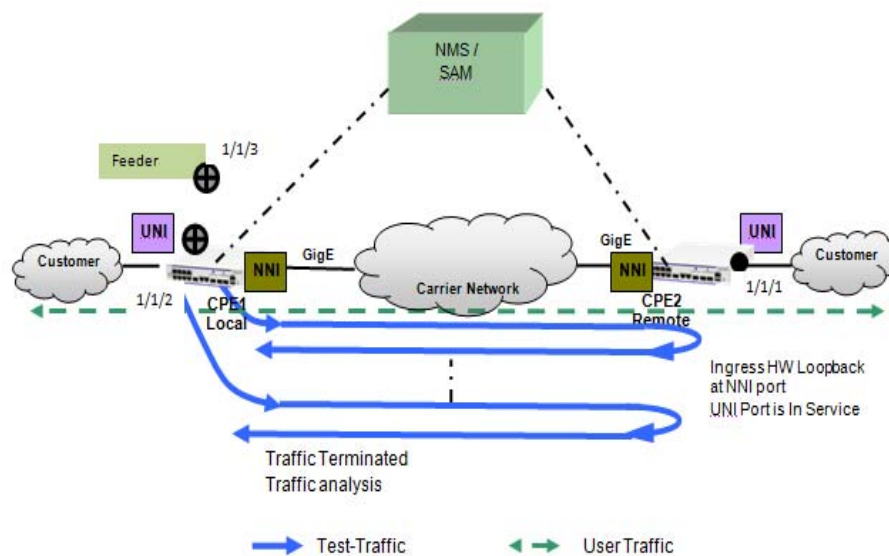 NMS /
SAM
1/1/3
Feeder
UNI
UNI
Customer
NNI
GigE
Carrier Network
GigE
NNI
Customer
1/1/2
CPE1
Local
CPE2
Remote
1/1/1
Ingress HW Loopback
at NNI port
UNI Port is In Service
Traffic Terminated
Traffic analysis
Test-Traffic
User Traffic